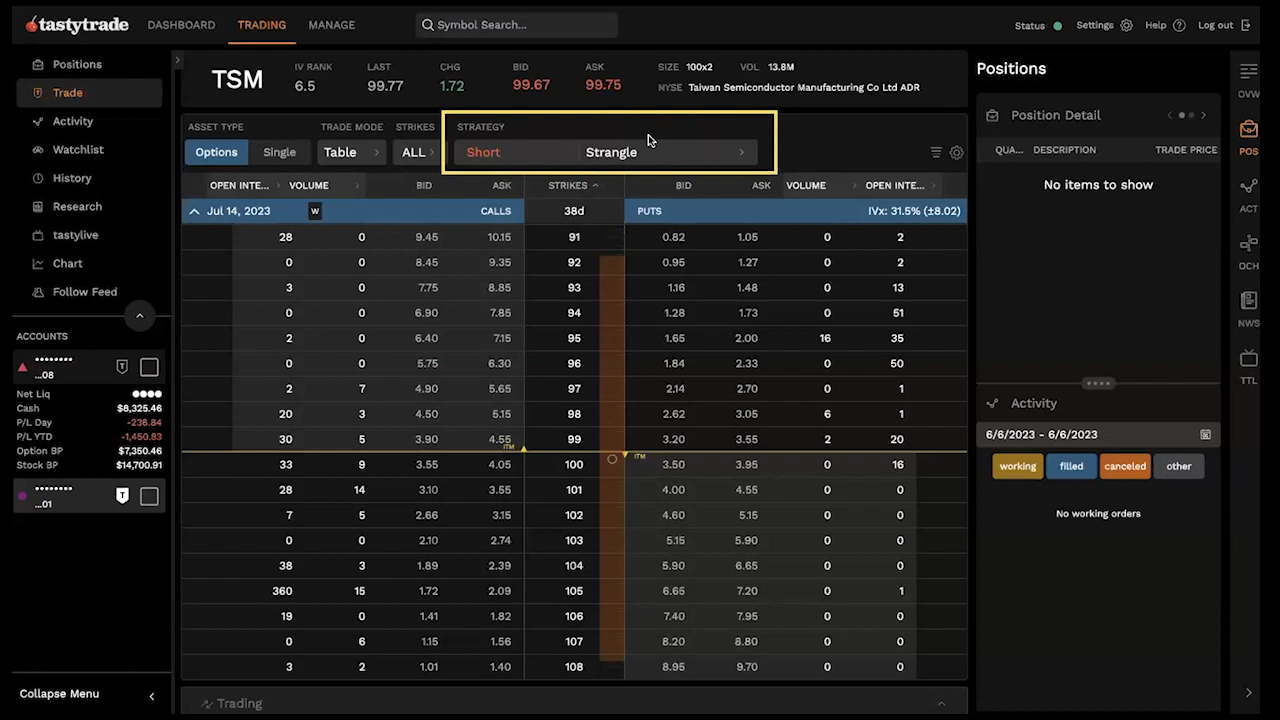 tastytrade DASHBOARD TRADING MANAGE Symbol Search... Status Settings Help Log out
Positions
Trade
Activity
Watchlist
History
Research
tastylive
Chart
Follow Feed
ACCOUNTS
...08
Net Liq
Cash $8,325.46
P/L Day -236.84
P/L YTD -1,450.83
Option BP $7,350.46
Stock BP $14,700.91
...01
Collapse Menu
TSM
IV RANK LAST CHG BID ASK SIZE 100x2 VOL 13.8M
6.5 99.77 1.72 99.67 99.75 NYSE Taiwan Semiconductor Manufacturing Co Ltd ADR
ASSET TYPE TRADE MODE STRIKES STRATEGY
Options Single Table ALL Short Strangle
OPEN INTE... VOLUME BID ASK STRIKES BID ASK VOLUME OPEN INTE...
Jul 14, 2023 W CALLS 38d PUTS IVx: 31.5% (±8.02)
28 0 9.45 10.15 91 0.82 1.05 0 2
0 0 8.45 9.35 92 0.95 1.27 0 2
3 0 7.75 8.85 93 1.16 1.48 0 13
0 0 6.90 7.85 94 1.28 1.73 0 51
2 0 6.40 7.15 95 1.65 2.00 16 35
0 0 5.75 6.30 96 1.84 2.33 0 50
2 7 4.90 5.65 97 2.14 2.70 0 1
20 3 4.50 5.15 98 2.62 3.05 6 1
30 5 3.90 4.55 99 3.20 3.55 2 20
ITM ITM
33 9 3.55 4.05 100 3.50 3.95 0 16
28 14 3.10 3.55 101 4.00 4.55 0 0
7 5 2.66 3.15 102 4.60 5.15 0 0
0 0 2.10 2.74 103 5.15 5.90 0 0
38 3 1.89 2.39 104 5.90 6.65 0 0
360 15 1.72 2.09 105 6.65 7.20 0 1
19 0 1.41 1.82 106 7.40 7.95 0 0
0 6 1.15 1.56 107 8.20 8.80 0 0
3 2 1.01 1.40 108 8.95 9.70 0 0
Trading
Positions
Position Detail
QUA... DESCRIPTION TRADE PRICE
No items to show
Activity
6/6/2023 - 6/6/2023
working filled canceled other
No working orders
OVW
POS
ACT
OCH
NWS
TTL